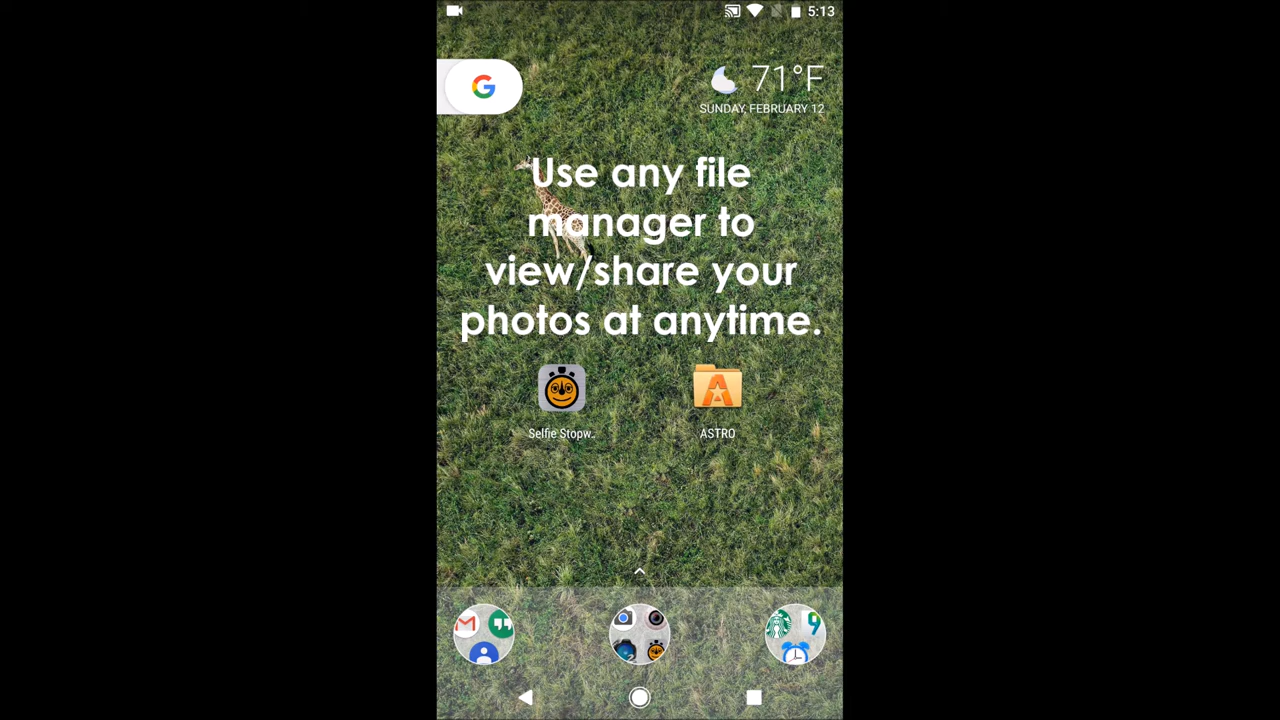 5:13
G
71°F
SUNDAY, FEBRUARY 12
Use any file
manager to
view/share your
photos at anytime.
Selfie Stopw..
ASTRO